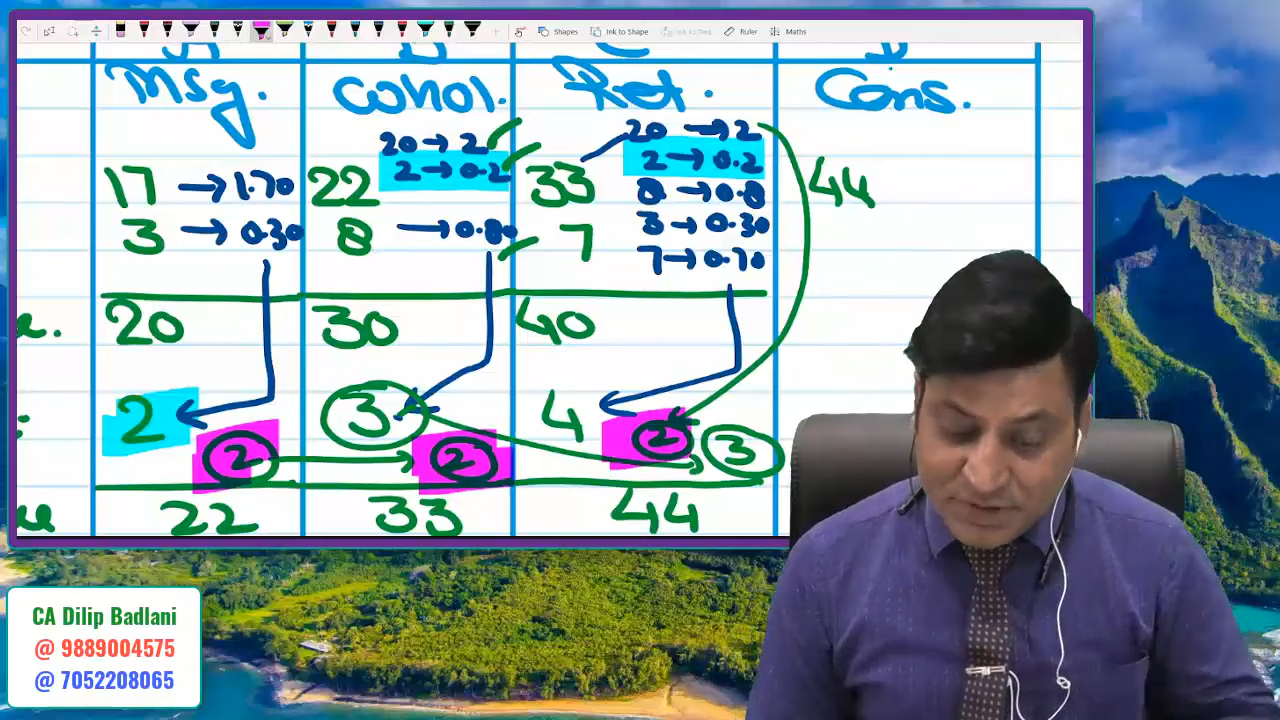 Shapes Ink to Shape Ruler Maths
A B C D
Mfg. Whol. Ret. Cons.
20 → 2 20 → 2
2 → 0.2 2 → 0.2
17 → 1.70 22 33 8 → 0.8 44
3 → 0.30 8 → 0.80 7 3 → 0.30
7 → 0.70
20 30 40
2 3 4
2 2 2 3
22 33 44
CA Dilip Badlani
@ 9889004575
@ 7052208065